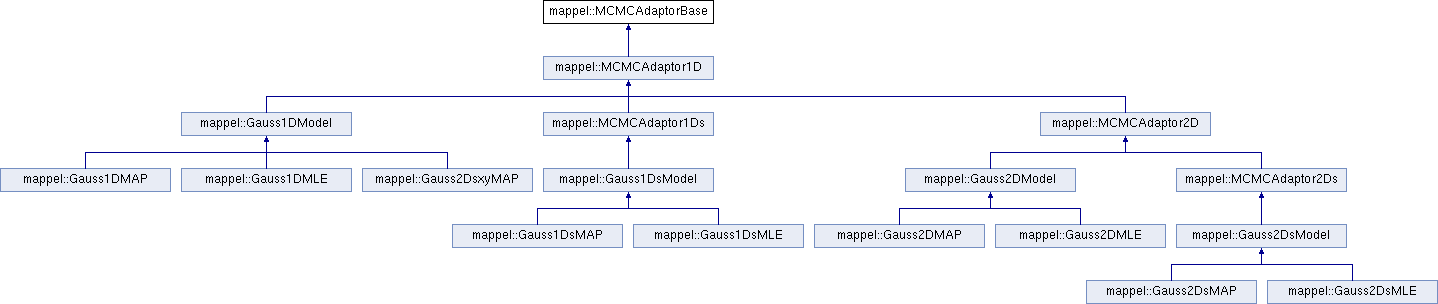 mappel::MCMCAdaptorBase
mappel::MCMCAdaptor1D
mappel::Gauss1DModel
mappel::MCMCAdaptor1Ds
mappel::MCMCAdaptor2D
mappel::Gauss1DMAP
mappel::Gauss1DMLE
mappel::Gauss2DsxyMAP
mappel::Gauss1DsModel
mappel::Gauss2DModel
mappel::MCMCAdaptor2Ds
mappel::Gauss1DsMAP
mappel::Gauss1DsMLE
mappel::Gauss2DMAP
mappel::Gauss2DMLE
mappel::Gauss2DsModel
mappel::Gauss2DsMAP
mappel::Gauss2DsMLE